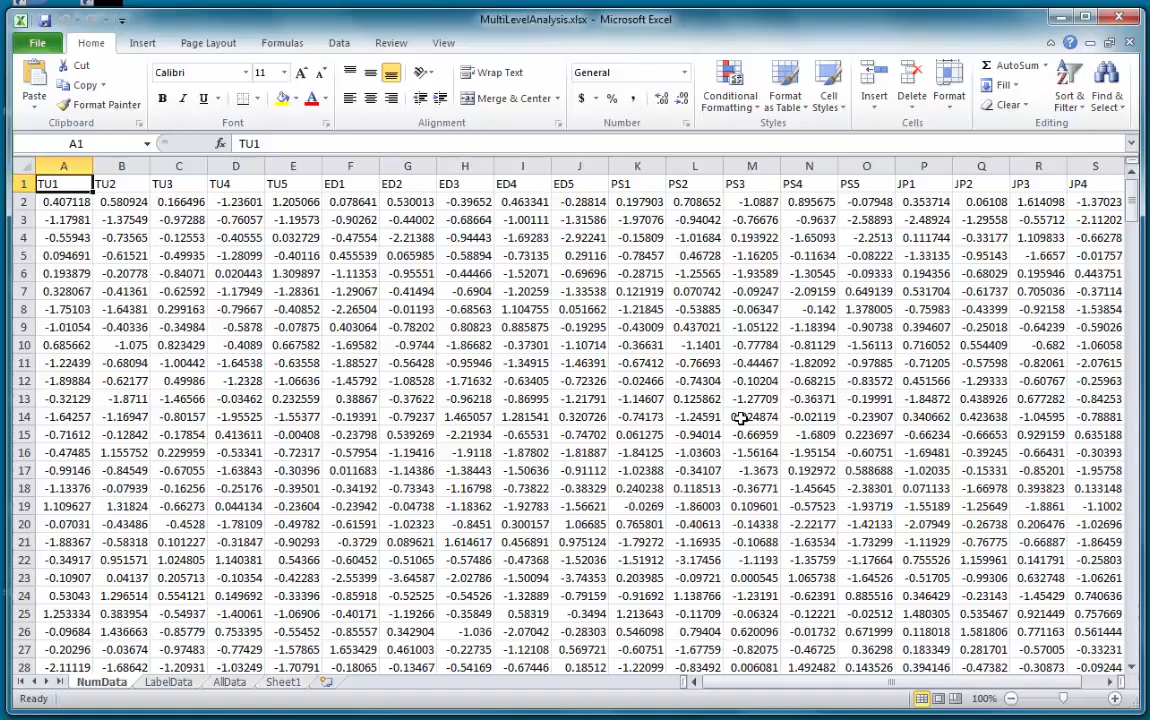 MultiLevelAnalysis.xlsx - Microsoft Excel
File Home Insert Page Layout Formulas Data Review View
Paste Cut Copy Format Painter Clipboard
Calibri 11 A A B I U A Font
Wrap Text Merge & Center Alignment
General $ % , Number
Conditional Formatting Format as Table Cell Styles Styles
Insert Delete Format Cells
AutoSum Fill Clear Sort & Filter Find & Select Editing
A1 fx TU1
A B C D E F G H I J K L M N O P Q R S
1 TU1 TU2 TU3 TU4 TU5 ED1 ED2 ED3 ED4 ED5 PS1 PS2 PS3 PS4 PS5 JP1 JP2 JP3 JP4
2 0.407118 0.580924 0.166496 -1.23601 1.205066 0.078641 0.530013 -0.39652 0.463341 -0.28814 0.197903 0.708652 -1.0887 0.895675 -0.07948 0.353714 0.06108 1.614098 -1.37023
3 -1.17981 -1.37549 -0.97288 -0.76057 -1.19573 -0.90262 -0.44002 -0.68664 -1.00111 -1.31586 -1.97076 -0.94042 -0.76676 -0.9637 -2.58893 -2.48924 -1.29558 -0.55712 -2.11202
4 -0.55943 -0.73565 -0.12553 -0.40555 0.032729 -0.47554 -2.21388 -0.94443 -1.69283 -2.92241 -0.15809 -1.01684 0.193922 -1.65093 -2.2513 0.111744 -0.33177 1.109833 -0.66278
5 0.094691 -0.61521 -0.49935 -1.28099 -0.40116 0.455539 0.065985 -0.58894 -0.73135 0.29116 -0.78457 0.46728 -1.16205 -0.11634 -0.08222 -1.33135 -0.95143 -1.6657 -0.01757
6 0.193879 -0.20778 -0.84071 0.020443 1.309897 -1.11353 -0.95551 -0.44466 -1.52071 -0.69696 -0.28715 -1.25565 -1.93589 -1.30545 -0.09333 0.194356 -0.68029 0.195946 0.443751
7 0.328067 -0.41361 -0.62592 -1.17949 -1.28361 -1.29067 -0.41494 -0.6904 -1.20259 -1.33538 0.121919 0.070742 -0.09247 -2.09159 0.649139 0.531704 -0.61737 0.705036 -0.37114
8 -1.75103 -1.64381 0.299163 -0.79667 -0.40852 -2.26504 -0.01193 -0.68563 1.104755 0.051662 -1.21845 -0.53885 -0.06347 -0.142 1.378005 -0.75983 -0.43399 -0.92158 -1.53854
9 -1.01054 -0.40336 -0.34984 -0.5878 -0.07875 0.403064 -0.78202 0.80823 0.885875 -0.19295 -0.43009 0.437021 -1.05122 -1.18394 -0.90738 0.394607 -0.25018 -0.64239 -0.59026
10 0.685662 -1.075 0.823429 -0.4089 0.667582 -1.69582 -0.9744 -1.86682 -0.37301 -1.10714 -0.36631 -1.1401 -0.77784 -0.81129 -1.56113 0.716052 0.554409 -0.682 -1.06058
11 -1.22439 -0.68094 -1.00442 -1.64538 -0.63558 -1.88527 -0.56428 -0.95946 -1.34915 -1.46391 -0.67412 -0.76693 -0.44467 -1.82092 -0.97885 -0.71205 -0.57598 -0.82061 -2.07615
12 -1.89884 -0.62177 0.49986 -1.2328 -1.06636 -1.45792 -1.08528 -1.71632 -0.63405 -0.72326 -0.02466 -0.74304 -0.10204 -0.68215 -0.83572 0.451566 -1.29333 -0.60767 -0.25963
13 -0.32129 -1.8711 -1.46566 -0.03462 0.232559 0.38867 -0.37622 -0.96218 -0.86995 -1.21791 -1.14607 0.125862 -1.27709 -0.36371 -0.19991 -1.84872 0.438926 0.677282 -0.84253
14 -1.64257 -1.16947 -0.80157 -1.95525 -1.55377 -0.19391 -0.79237 1.465057 1.281541 0.320726 -0.74173 -1.24591 -0.02119 -0.23907 0.340662 0.423638 -1.04595 -0.78881
15 -0.71612 -0.12842 -0.17854 0.413611 -0.00408 -0.23798 0.539269 -2.21934 -0.65531 -0.74702 0.061275 -0.94014 -0.66959 -1.6809 0.223697 -0.66234 -0.66653 0.929159 0.635188
16 -0.47485 1.155752 0.229959 -0.53341 -0.72317 -0.57954 -1.19416 -1.9118 -1.87802 -1.81887 -1.84125 -1.03603 -1.56164 -1.95154 -0.60751 -1.69481 -0.39245 -0.66431 -0.30393
17 -0.99146 -0.84549 -0.67055 -1.63843 -0.30396 0.011683 -1.14386 -1.38443 -1.50636 -0.91112 -1.02388 -0.34107 -1.3673 0.192972 0.588688 -1.02035 -0.15131 -0.85201 -1.95758
18 -1.13376 -0.07939 -0.16256 -0.25176 -0.39501 -0.34192 -0.73343 -1.16798 -0.73822 -0.38329 0.240238 0.118513 -0.36771 -1.45645 -2.38301 0.071133 -1.66978 0.393823 0.133148
19 1.109627 1.31824 -0.66273 0.044134 -0.23604 -0.23942 -0.04738 -1.18362 -1.92783 -1.56621 -0.0269 -1.86003 0.109601 -0.57523 -1.93719 -1.55189 -1.25649 -1.8861 -1.1002
20 -0.07031 -0.43486 -0.4528 -1.78109 -0.49782 -0.61591 -1.02323 -0.8451 0.300157 1.06685 0.765801 -0.40613 -0.14338 -2.22177 -1.42133 -2.07949 -0.36128 0.206476 -1.02696
21 -1.88367 -0.58318 0.101227 -0.31847 -0.90293 -0.3729 0.089621 1.614617 0.456891 0.975124 -1.79272 -1.16935 -0.10688 -1.63534 -1.73299 -1.11929 -0.76776 -0.66887 -1.86459
22 -0.34917 0.951571 1.024805 1.140381 0.54366 -0.60452 -0.51065 -0.57486 -0.47723 -1.52036 -1.51912 -3.17456 -1.1193 -1.35759 -1.17664 0.755526 1.159961 0.141791 -0.25803
23 -0.10907 0.04137 0.205713 -0.10354 -0.42283 -2.55399 -3.64587 -2.02786 -1.50094 -3.74353 0.203985 -0.09721 0.000545 1.065738 -1.64526 -0.51705 -0.99306 0.632748 -1.06261
24 0.53043 1.296514 0.554124 0.149692 -0.33396 -0.85918 -0.52525 -0.54526 -1.32889 -0.79159 -0.91692 1.138766 -1.23191 -0.62231 0.885516 0.346429 -0.23143 -1.45429 0.740636
25 1.253334 0.383954 -0.54937 -1.40061 -1.06906 -0.40171 -1.19266 -0.35849 0.58319 -0.3494 1.213643 -0.11709 -0.06324 -0.12221 -0.02512 1.480305 0.535467 0.921449 0.757669
26 -0.09684 1.436663 -0.85779 0.753395 -0.55452 -0.85557 0.342904 -1.036 -2.07042 -0.28303 0.546098 0.79404 0.620096 -0.01732 0.671999 0.118018 1.581806 0.771163 0.561444
27 -0.20296 -0.03674 -0.97483 -0.77424 -1.57865 1.653429 0.461003 -0.22735 -1.12108 0.569721 -0.60751 -1.67759 -0.82075 -0.46725 0.36298 0.183349 0.281701 -0.57005 -0.33231
28 -2.11119 -1.68642 -1.20931 -1.03249 -1.70791 -0.18065 -0.13467 -0.54169 -0.67446 0.18512 -1.22099 -0.83492 0.006081 1.492482 0.143526 0.394146 -0.47382 -0.30873 -0.09244
NumData LabelData AllData Sheet1
Ready 100%